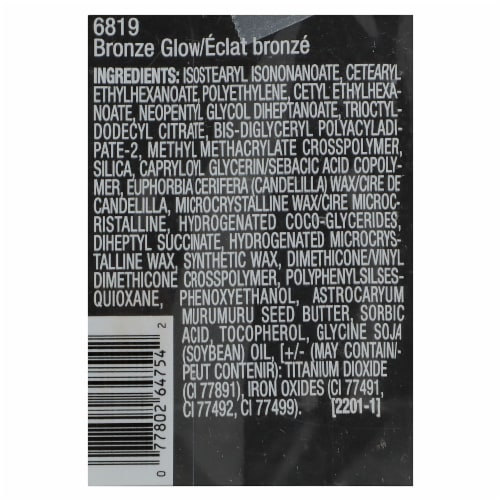 6819
Bronze Glow/Éclat bronzé
INGREDIENTS: ISOSTEARYL ISONONANOATE, CETEARYL
ETHYLHEXANOATE, POLYETHYLENE, CETYL ETHYLHEXA-
NOATE, NEOPENTYL GLYCOL DIHEPTANOATE, TRIOCTYL-
DODECYL CITRATE, BIS-DIGLYCERYL POLYACYLADI-
PATE-2, METHYL METHACRYLATE CROSSPOLYMER,
SILICA, CAPRYLOYL GLYCERIN/SEBACIC ACID COPOLY-
MER, EUPHORBIA CERIFERA (CANDELILLA) WAX/CIRE DE
CANDELILLA, MICROCRYSTALLINE WAX/CIRE MICROC-
RISTALLINE, HYDROGENATED COCO-GLYCERIDES,
DIHEPTYL SUCCINATE, HYDROGENATED MICROCRYS-
TALLINE WAX, SYNTHETIC WAX, DIMETHICONE/VINYL
DIMETHICONE CROSSPOLYMER, POLYPHENYLSILSES-
QUIOXANE, PHENOXYETHANOL, ASTROCARYUM
MURUMURU SEED BUTTER, SORBIC
ACID, TOCOPHEROL, GLYCINE SOJA
(SOYBEAN) OIL, [+/- (MAY CONTAIN/-
PEUT CONTENIR): TITANIUM DIOXIDE
(CI 77891), IRON OXIDES (CI 77491,
CI 77492, CI 77499). [2201-1]
0 77802 64754 2